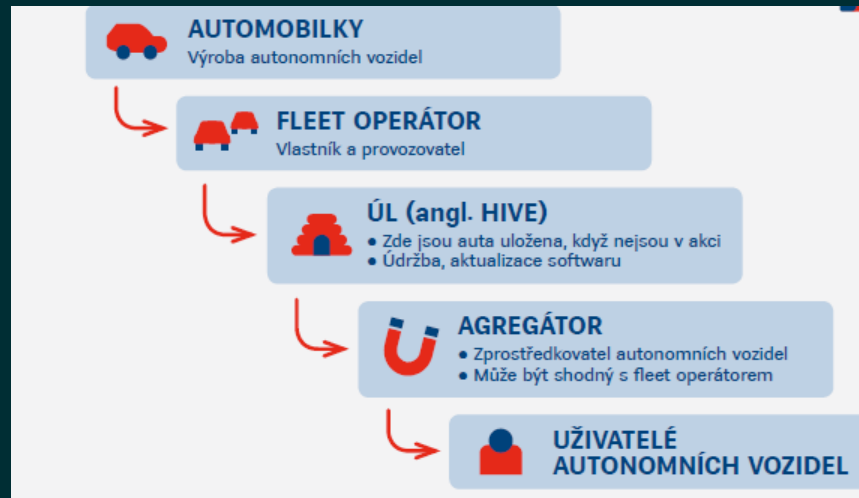 AUTOMOBILKY
Výroba autonomních vozidel
FLEET OPERÁTOR
Vlastník a provozovatel
ÚL (angl. HIVE)
● Zde jsou auta uložena, když nejsou v akci
● Údržba, aktualizace softwaru
AGREGÁTOR
● Zprostředkovatel autonomních vozidel
● Může být shodný s fleet operátorem
UŽIVATELÉ
AUTONOMNÍCH VOZIDEL